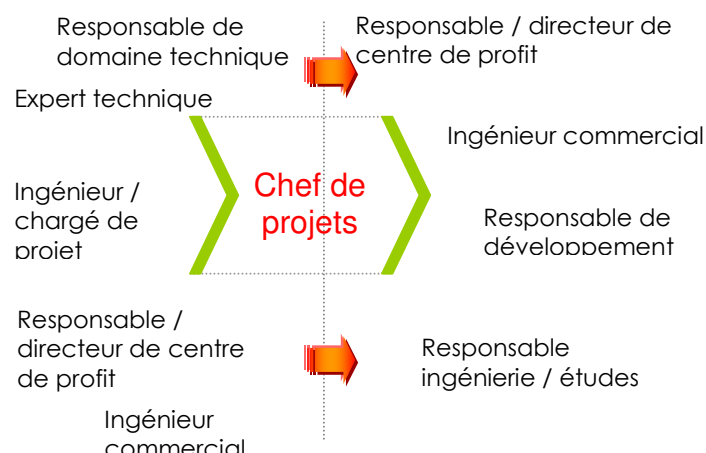 Responsable de
domaine technique
Responsable / directeur de
centre de profit
Expert technique
Ingénieur commercial
Ingénieur /
chargé de
projet
Chef de
projets
Responsable de
développement
Responsable /
directeur de centre
de profit
Responsable
ingénierie / études
Ingénieur
commercial